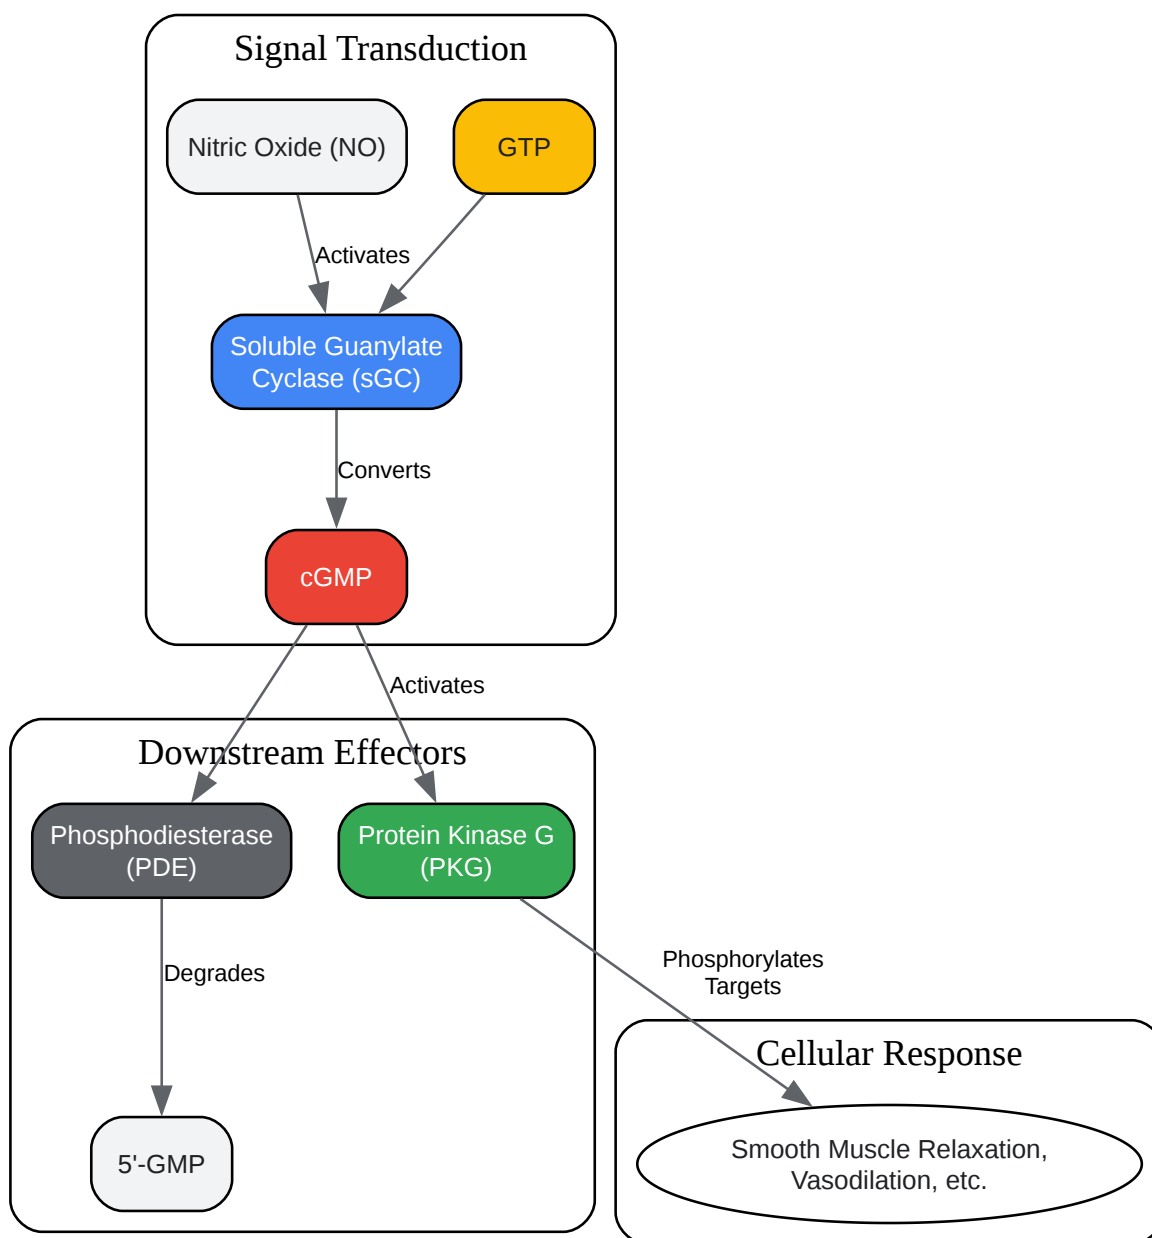 Signal Transduction
Nitric Oxide (NO)
GTP
Activates
Soluble Guanylate
Cyclase (sGC)
Converts
cGMP
Activates
Downstream Effectors
Phosphodiesterase
(PDE)
Protein Kinase G
(PKG)
Degrades
Phosphorylates
Targets
Cellular Response
5'-GMP
Smooth Muscle Relaxation,
Vasodilation, etc.